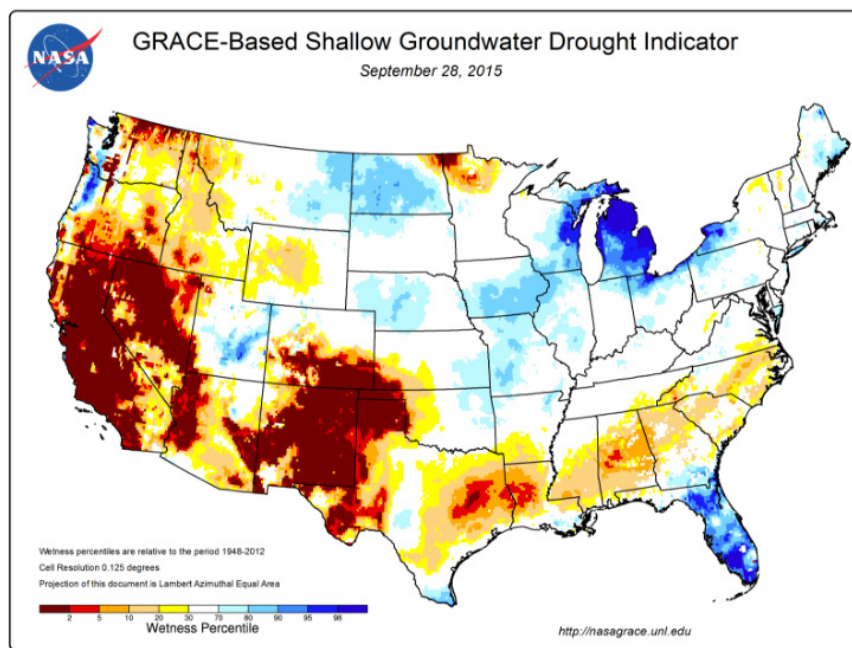 NASA
GRACE-Based Shallow Groundwater Drought Indicator
September 28, 2015
Wetness percentiles are relative to the period 1948-2012
Cell Resolution 0.125 degrees
Projection of this document is Lambert Azimuthal Equal Area
2 5 10 20 30 70 80 90 95 98
Wetness Percentile
http://nasagrace.unl.edu